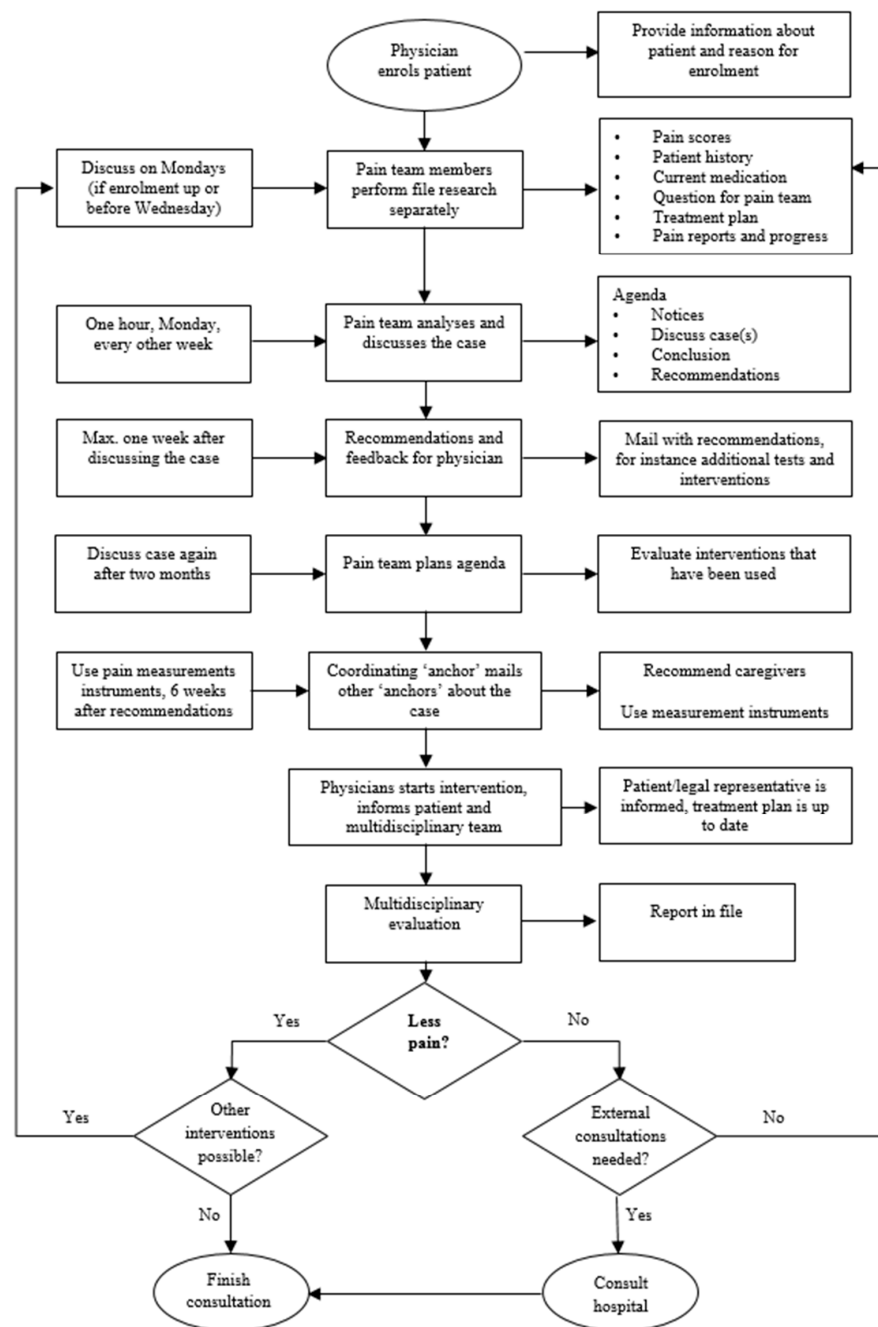 Physician
enrols patient
Provide information about
patient and reason for
enrolment
Discuss on Mondays
(if enrolment up or
before Wednesday)
Pain team members
perform file research
separately
• Pain scores
• Patient history
• Current medication
• Question for pain team
• Treatment plan
• Pain reports and progress
One hour, Monday,
every other week
Pain team analyses and
discusses the case
Agenda
• Notices
• Discuss case(s)
• Conclusion
• Recommendations
Max. one week after
discussing the case
Recommendations and
feedback for physician
Mail with recommendations,
for instance additional tests and
interventions
Discuss case again
after two months
Pain team plans agenda
Evaluate interventions that
have been used
Use pain measurements
instruments, 6 weeks
after recommendations
Coordinating ‘anchor’ mails
other ‘anchors’ about the
case
Recommend caregivers
Use measurement instruments
Physicians starts intervention,
informs patient and
multidisciplinary team
Patient/legal representative is
informed, treatment plan is up
to date
Multidisciplinary
evaluation
Report in file
Yes
Less
pain?
No
Yes
Other
interventions
possible?
External
consultations
needed?
No
No
Yes
Finish
consultation
Consult
hospital